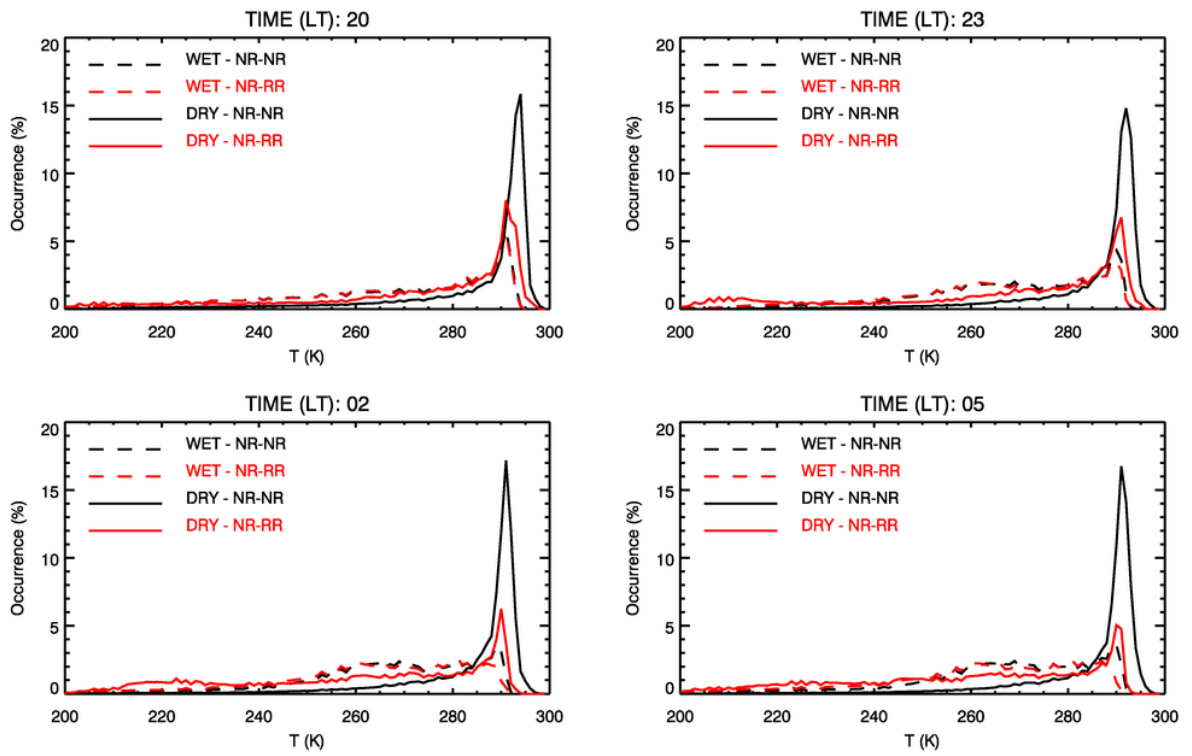 TIME (LT): 20
20
15
10
5
0
Occurrence (%)
WET - NR-NR
WET - NR-RR
DRY - NR-NR
DRY - NR-RR
200 220 240 260 280 300
T (K)
TIME (LT): 23
20
15
10
5
0
Occurrence (%)
WET - NR-NR
WET - NR-RR
DRY - NR-NR
DRY - NR-RR
200 220 240 260 280 300
T (K)
TIME (LT): 02
20
15
10
5
0
Occurrence (%)
WET - NR-NR
WET - NR-RR
DRY - NR-NR
DRY - NR-RR
200 220 240 260 280 300
T (K)
TIME (LT): 05
20
15
10
5
0
Occurrence (%)
WET - NR-NR
WET - NR-RR
DRY - NR-NR
DRY - NR-RR
200 220 240 260 280 300
T (K)